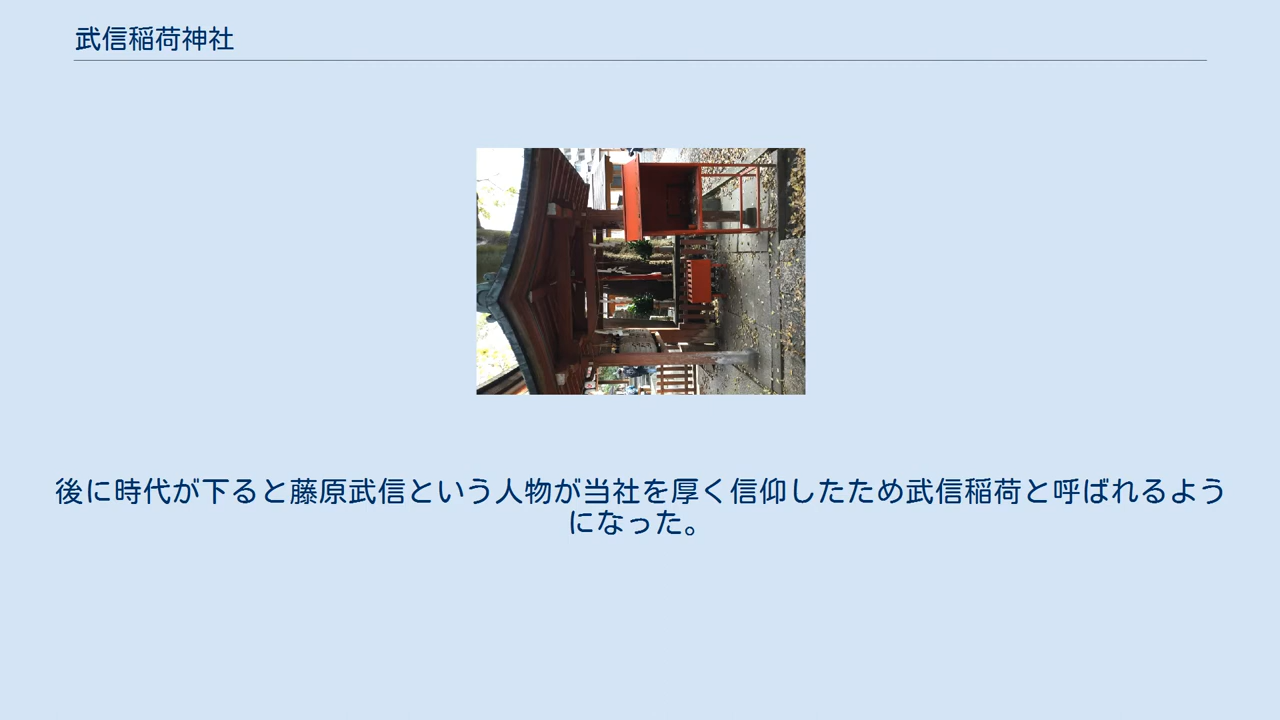 武信稲荷神社
後に時代が下ると藤原武信という人物が当社を厚く信仰したため武信稲荷と呼ばれるよう
になった。